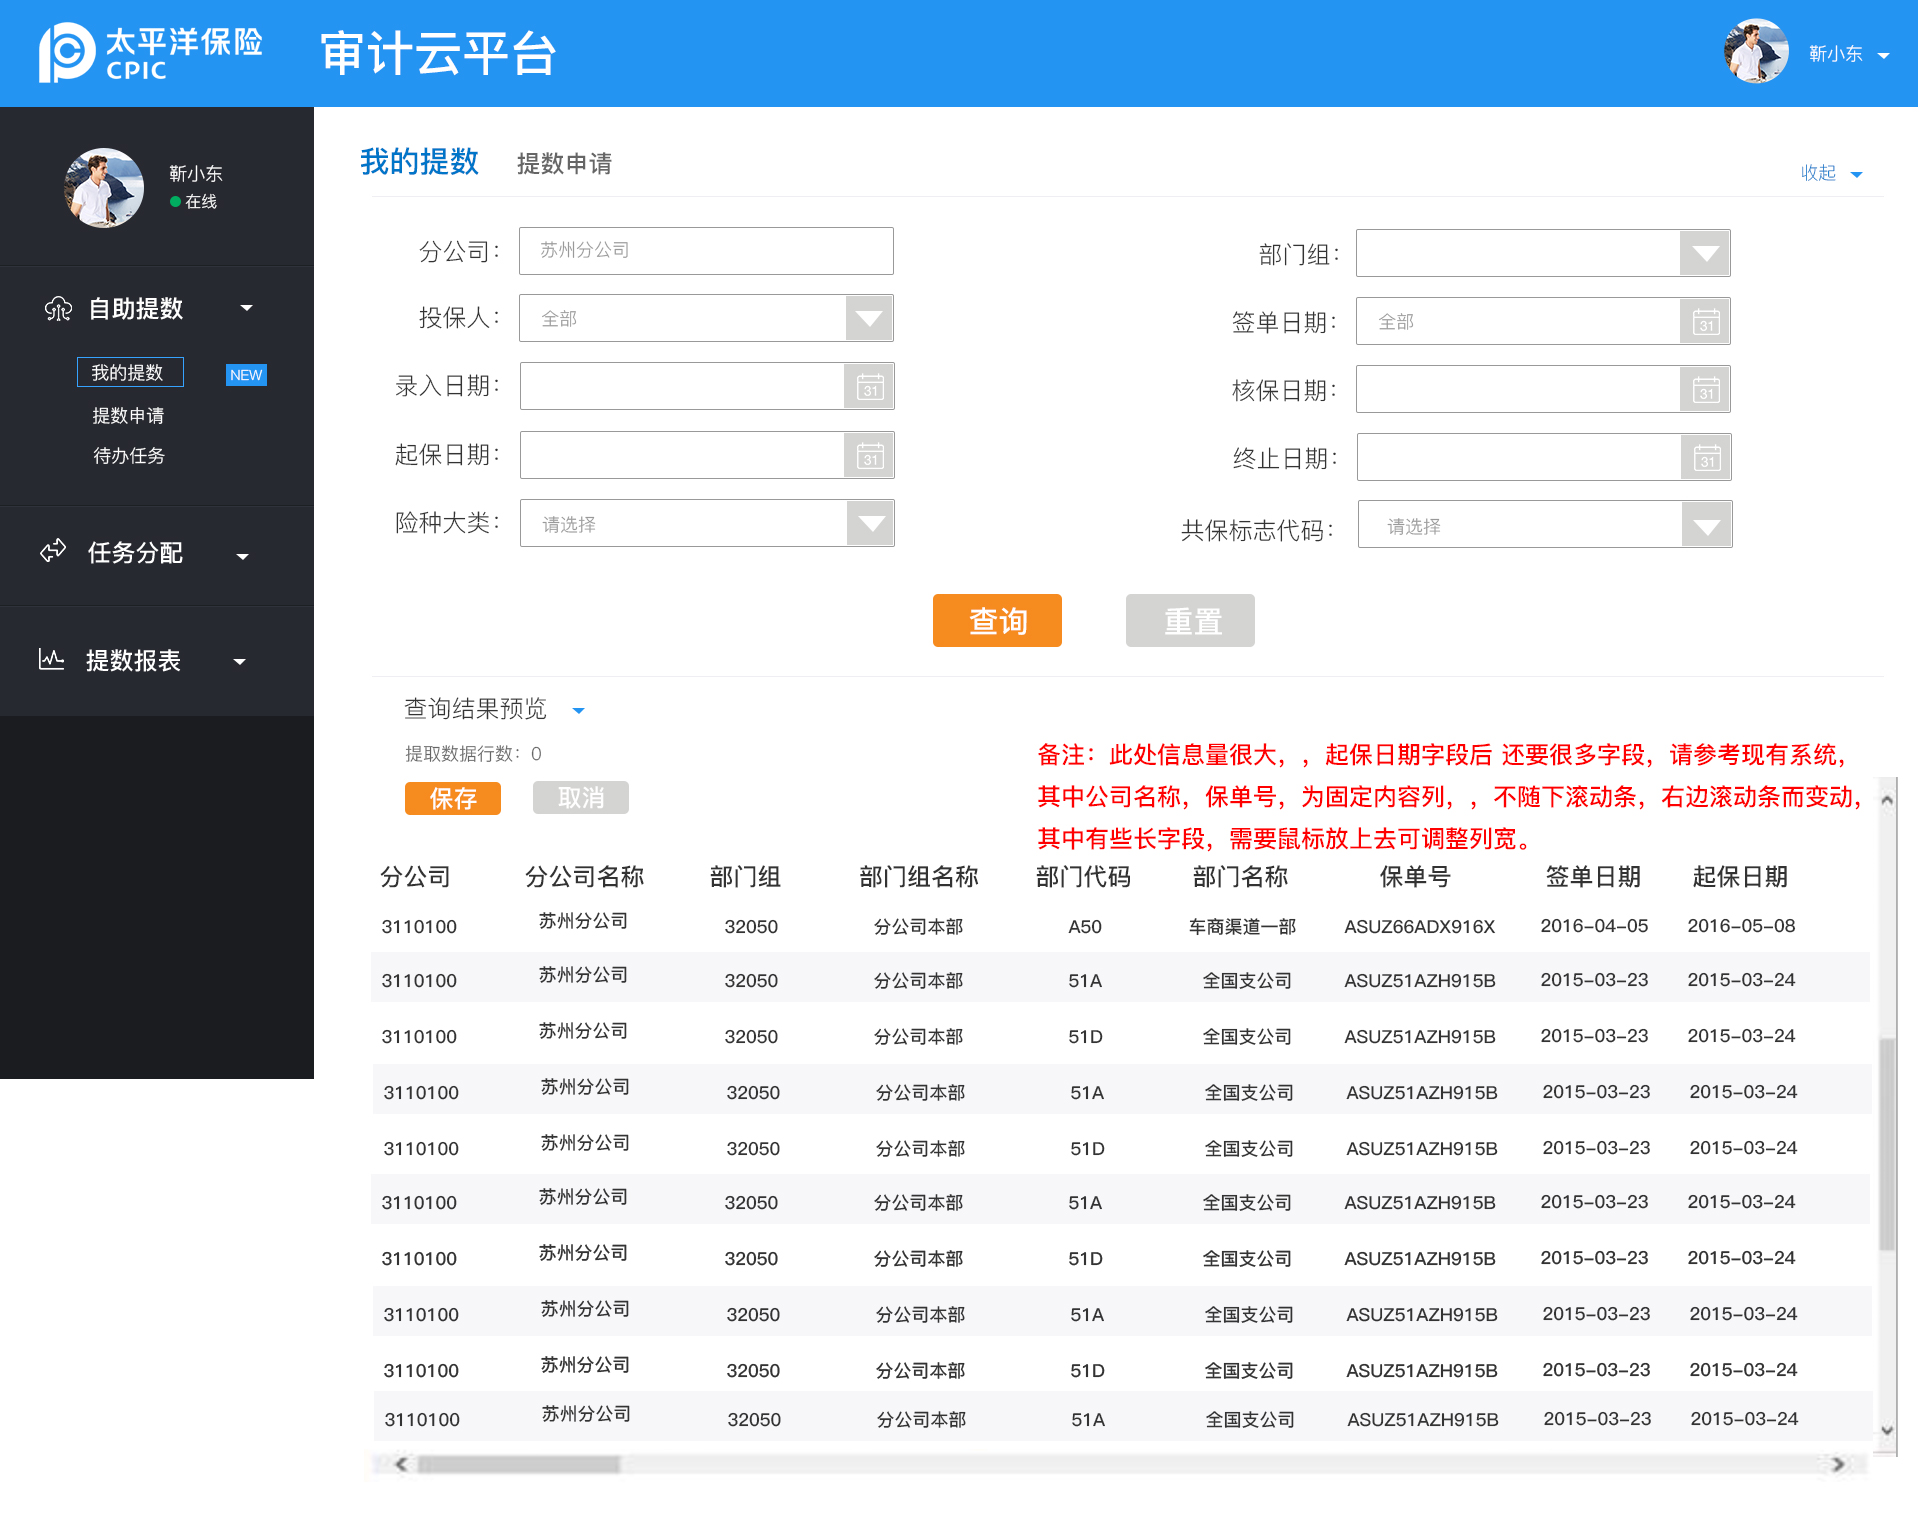 太平洋保险
CPIC
审计云平台
靳小东
靳小东
在线
自助提数
我的提数 NEW
提数申请
待办任务
任务分配
提数报表
我的提数 提数申请 收起
分公司： 苏州分公司 部门组：
投保人： 全部 签单日期： 全部 31
录入日期： 31 核保日期： 31
起保日期： 31 终止日期： 31
险种大类： 请选择 共保标志代码： 请选择
查询 重置
查询结果预览
提取数据行数：0
保存 取消
备注：此处信息量很大，，起保日期字段后 还要很多字段，请参考现有系统，
其中公司名称，保单号，为固定内容列，，不随下滚动条，右边滚动条而变动，
其中有些长字段，需要鼠标放上去可调整列宽。
分公司 分公司名称 部门组 部门组名称 部门代码 部门名称 保单号 签单日期 起保日期
3110100 苏州分公司 32050 分公司本部 A50 车商渠道一部 ASUZ66ADX916X 2016-04-05 2016-05-08
3110100 苏州分公司 32050 分公司本部 51A 全国支公司 ASUZ51AZH915B 2015-03-23 2015-03-24
3110100 苏州分公司 32050 分公司本部 51D 全国支公司 ASUZ51AZH915B 2015-03-23 2015-03-24
3110100 苏州分公司 32050 分公司本部 51A 全国支公司 ASUZ51AZH915B 2015-03-23 2015-03-24
3110100 苏州分公司 32050 分公司本部 51D 全国支公司 ASUZ51AZH915B 2015-03-23 2015-03-24
3110100 苏州分公司 32050 分公司本部 51A 全国支公司 ASUZ51AZH915B 2015-03-23 2015-03-24
3110100 苏州分公司 32050 分公司本部 51D 全国支公司 ASUZ51AZH915B 2015-03-23 2015-03-24
3110100 苏州分公司 32050 分公司本部 51A 全国支公司 ASUZ51AZH915B 2015-03-23 2015-03-24
3110100 苏州分公司 32050 分公司本部 51D 全国支公司 ASUZ51AZH915B 2015-03-23 2015-03-24
3110100 苏州分公司 32050 分公司本部 51A 全国支公司 ASUZ51AZH915B 2015-03-23 2015-03-24